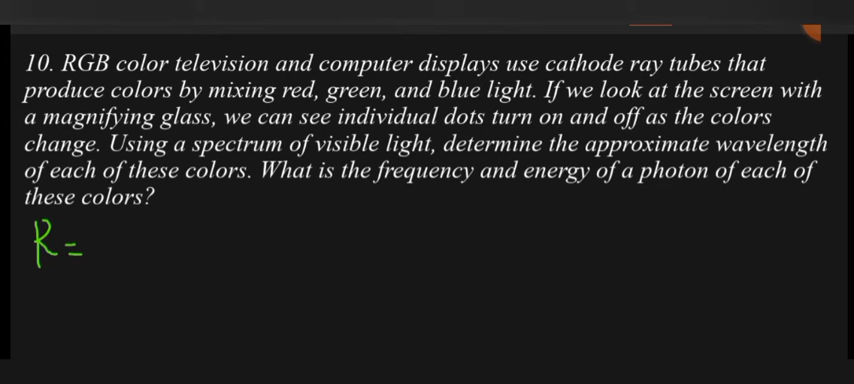 10. RGB color television and computer displays use cathode ray tubes that
produce colors by mixing red, green, and blue light. If we look at the screen with
a magnifying glass, we can see individual dots turn on and off as the colors
change. Using a spectrum of visible light, determine the approximate wavelength
of each of these colors. What is the frequency and energy of a photon of each of
these colors?
R =